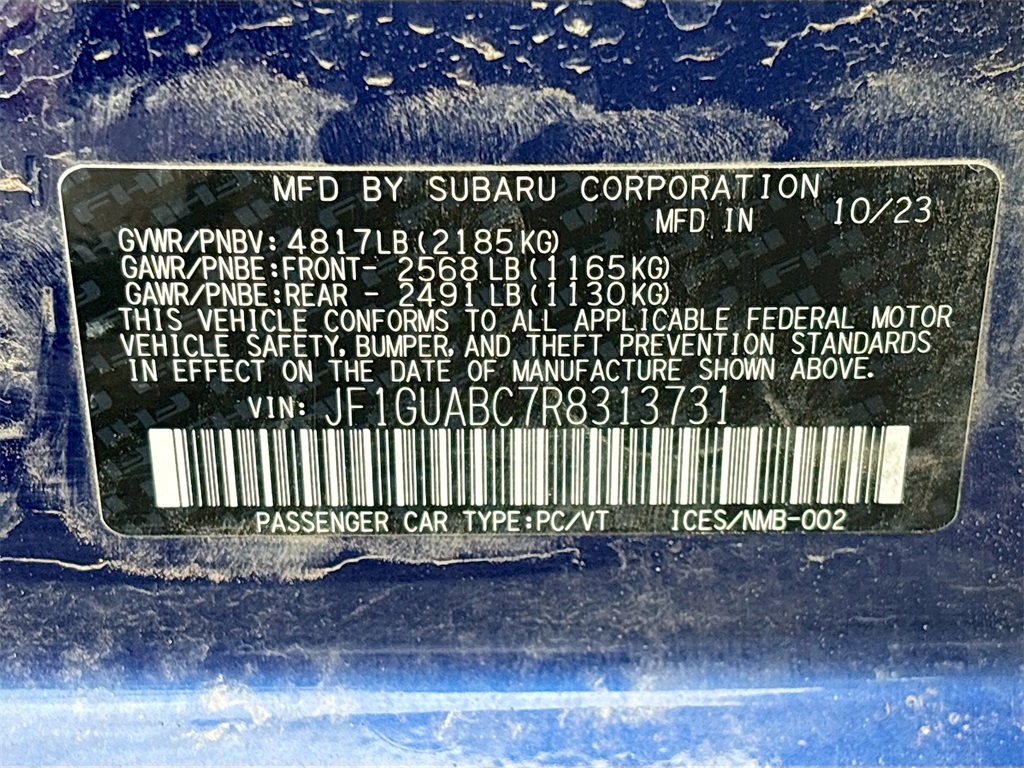 MFD BY SUBARU CORPORATION
MFD IN 10/23
GVWR/PNBV: 4817LB(2185KG)
GAWR/PNBE:FRONT- 2568 LB(1165KG)
GAWR/PNBE:REAR - 2491 LB(1130KG)
THIS VEHICLE CONFORMS TO ALL APPLICABLE FEDERAL MOTOR
VEHICLE SAFETY, BUMPER, AND THEFT PREVENTION STANDARDS
IN EFFECT ON THE DATE OF MANUFACTURE SHOWN ABOVE.
VIN: JF1GUABC7R8313731
PASSENGER CAR TYPE:PC/VT ICES/NMB-002